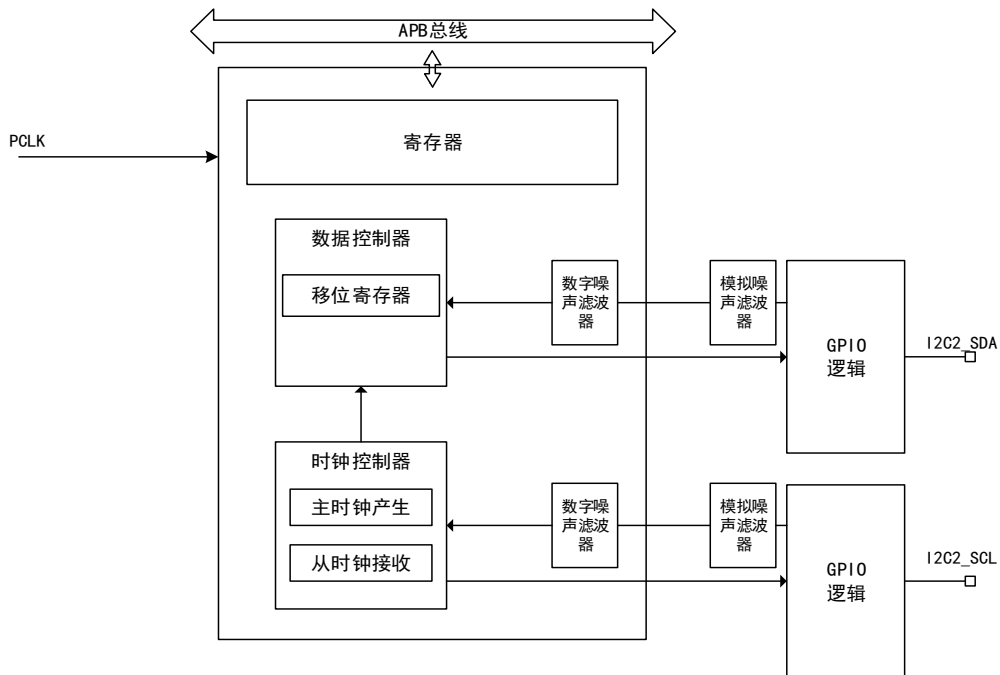 APB总线
PCLK
寄存器
数据控制器
移位寄存器
数字噪
声滤波
器
模拟噪
声滤波
器
GPIO
逻辑
I2C2_SDA
时钟控制器
主时钟产生
从时钟接收
数字噪
声滤波
器
模拟噪
声滤波
器
GPIO
逻辑
I2C2_SCL